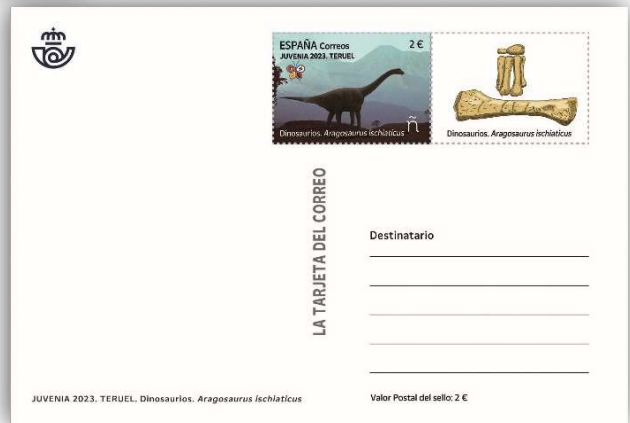 ESPAÑA Correos 2 €
JUVENIA 2023. TERUEL
Dinosaurios. Aragosaurus ischiaticus
ñ
Dinosaurios. Aragosaurus ischiaticus
LA TARJETA DEL CORREO
Destinatario
JUVENIA 2023. TERUEL. Dinosaurios. Aragosaurus ischiaticus
Valor Postal del sello: 2 €